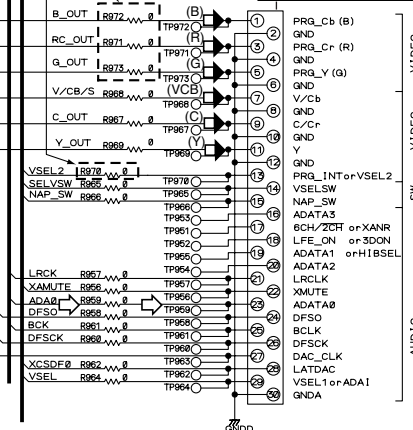 B_OUT R972 0 (B) TP972 1 PRG_Cb(B)
2 GND
RC_OUT R971 0 (R) TP971 3 PRG_Cr(R)
4 GND
G_OUT R973 0 (G) TP973 5 PRG_Y(G)
6 GND
V/CB/S R968 0 (VCB) TP968 7 V/Cb
8 GND
C_OUT R967 0 (C) TP967 9 C/Cr
10 GND
Y_OUT R969 0 (Y) TP969 11 Y
12 GND
VSEL2 R970 0 TP970 13 PRG_INTorVSEL2
SELVSW R965 0 TP965 14 VSELSW
NAP_SW R966 0 TP966 15 NAP_SW
TP953 16 ADATA3
TP951 17 6CH/2CH orXANR
TP952 18 LFE_ON or3DON
TP955 19 ADATA1 orHIBSEL
TP954 20 ADATA2
LRCK R957 0 TP957 21 LRCLK
XAMUTE R956 0 TP956 22 XMUTE
ADA0 R959 0 TP959 23 ADATA0
DFSO R958 0 TP958 24 DFSO
BCK R961 0 TP961 25 BCLK
DFSCK R960 0 TP960 26 DFSCK
TP963 27 DAC_CLK
XCSDF0 R962 0 TP962 28 LATDAC
VSEL R964 0 TP964 29 VSEL1orADAI
30 GNDA
GNDD
VIDEO
VIDEO
SW
AUDIO